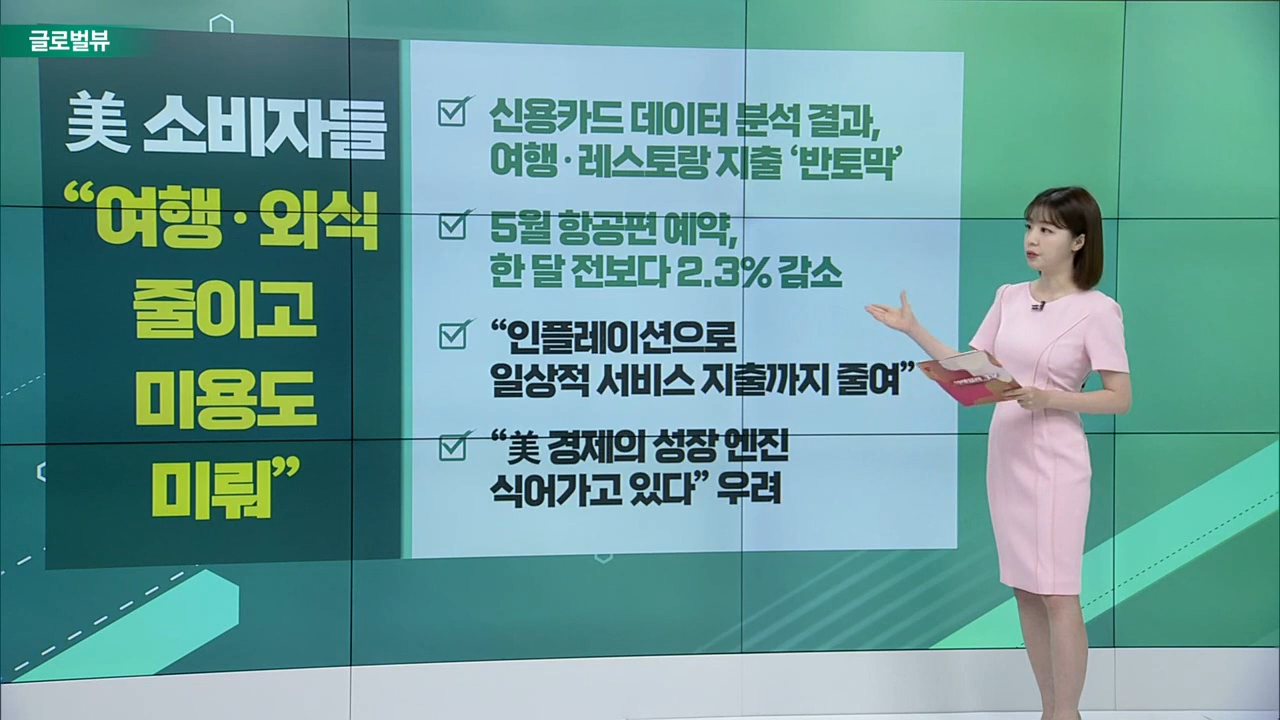 글로벌뷰
美 소비자들
“여행·외식
줄이고
미용도
미뤄”
신용카드 데이터 분석 결과,
여행·레스토랑 지출 ‘반토막’
5월 항공편 예약,
한 달 전보다 2.3% 감소
“인플레이션으로
일상적 서비스 지출까지 줄여”
“美 경제의 성장 엔진
식어가고 있다” 우려